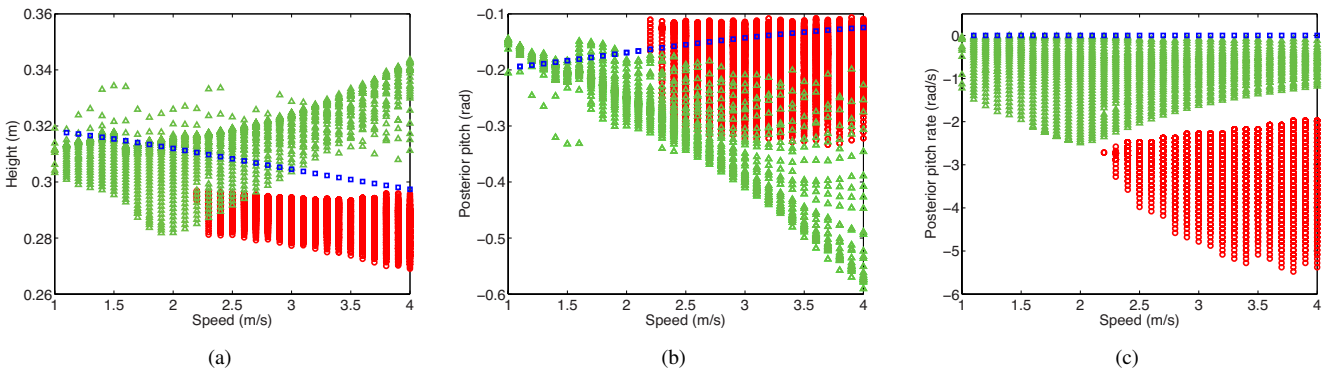 0.36
0.34
0.32
0.3
0.28
0.26
Height (m)
1 1.5 2 2.5 3 3.5 4
Speed (m/s)
(a)
−0.1
−0.2
−0.3
−0.4
−0.5
−0.6
Posterior pitch (rad)
1 1.5 2 2.5 3 3.5 4
Speed (m/s)
(b)
0
1
−2
−3
−4
−5
−6
Posterior pitch rate (rad/s)
1 1.5 2 2.5 3 3.5 4
Speed (m/s)
(c)